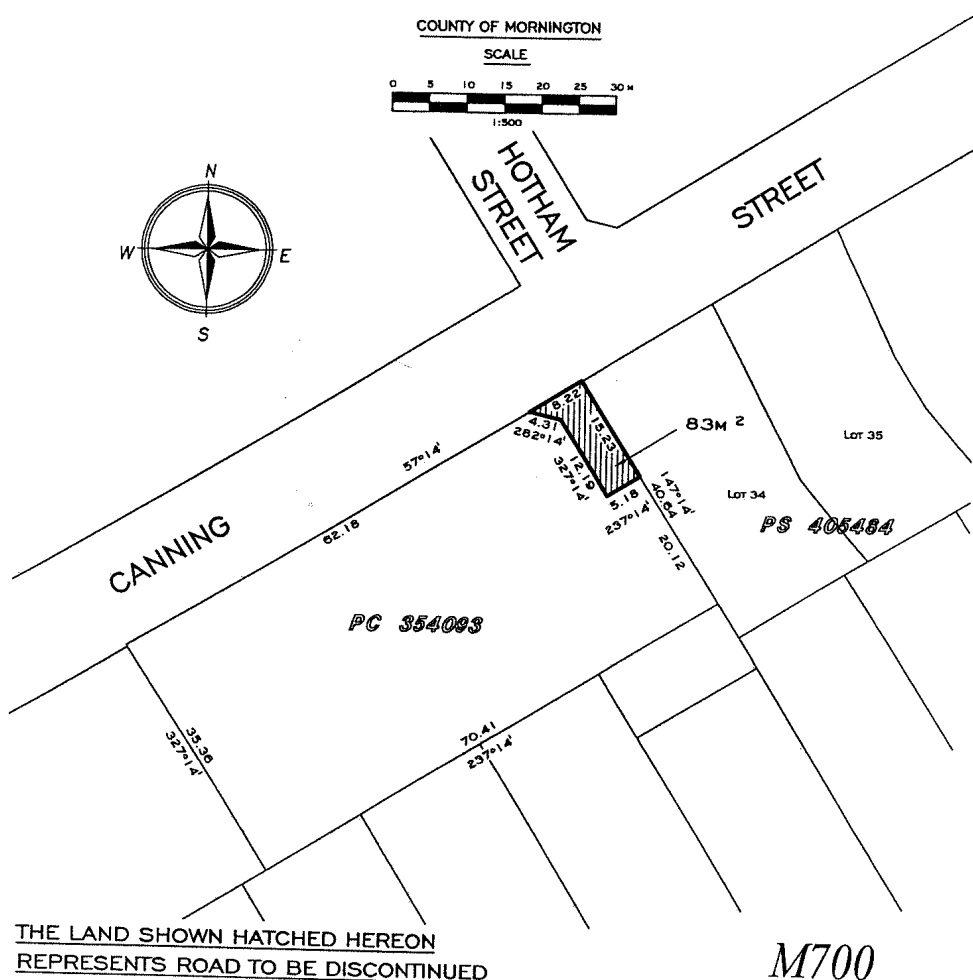 COUNTY OF MORNINGTON
SCALE
0 5 10 15 20 25 30 M
1:500
HOTHAM
STREET
STREET
N
W E
S
8.22
4.31
282°14'
15.23
83M ²
LOT 35
57°14'
12.19
327°14'
5.18
237°14'
147°14'
40.64
LOT 34
PS 405484
20.12
62.18
CANNING
PC 354093
35.36
327°14'
70.41
237°14'
THE LAND SHOWN HATCHED HEREON
REPRESENTS ROAD TO BE DISCONTINUED
M700